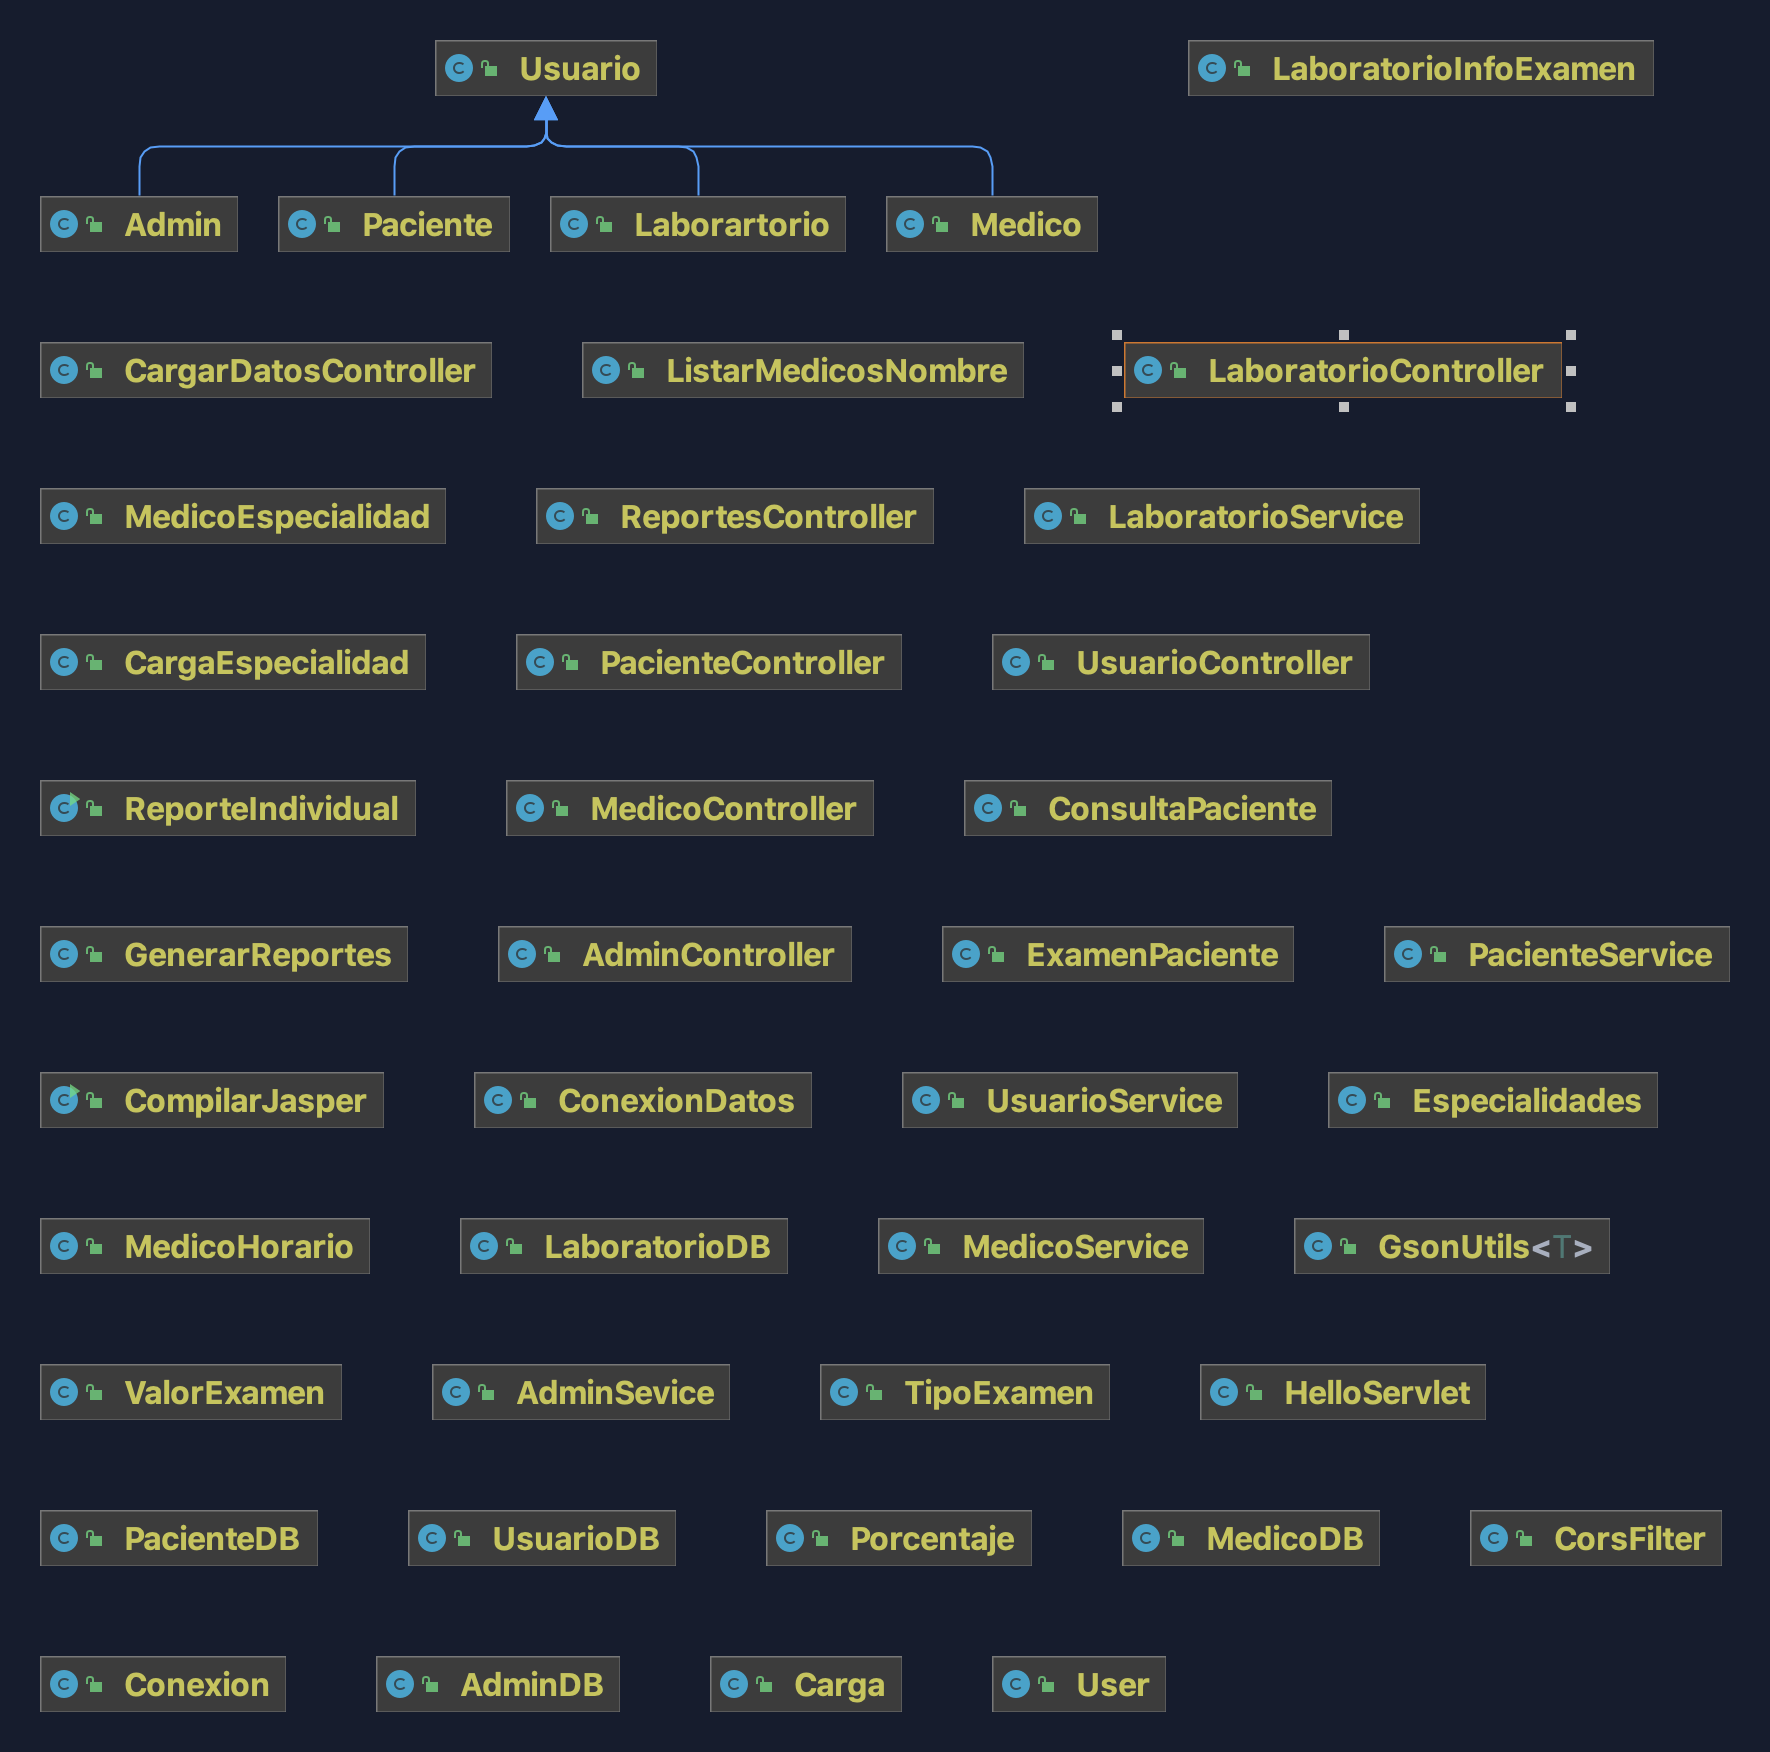 Usuario LaboratorioInfoExamen
Admin Paciente Laborartorio Medico
CargarDatosController ListarMedicosNombre LaboratorioController
MedicoEspecialidad ReportesController LaboratorioService
CargaEspecialidad PacienteController UsuarioController
ReporteIndividual MedicoController ConsultaPaciente
GenerarReportes AdminController ExamenPaciente PacienteService
CompilarJasper ConexionDatos UsuarioService Especialidades
MedicoHorario LaboratorioDB MedicoService GsonUtils<T>
ValorExamen AdminSevice TipoExamen HelloServlet
PacienteDB UsuarioDB Porcentaje MedicoDB CorsFilter
Conexion AdminDB Carga User